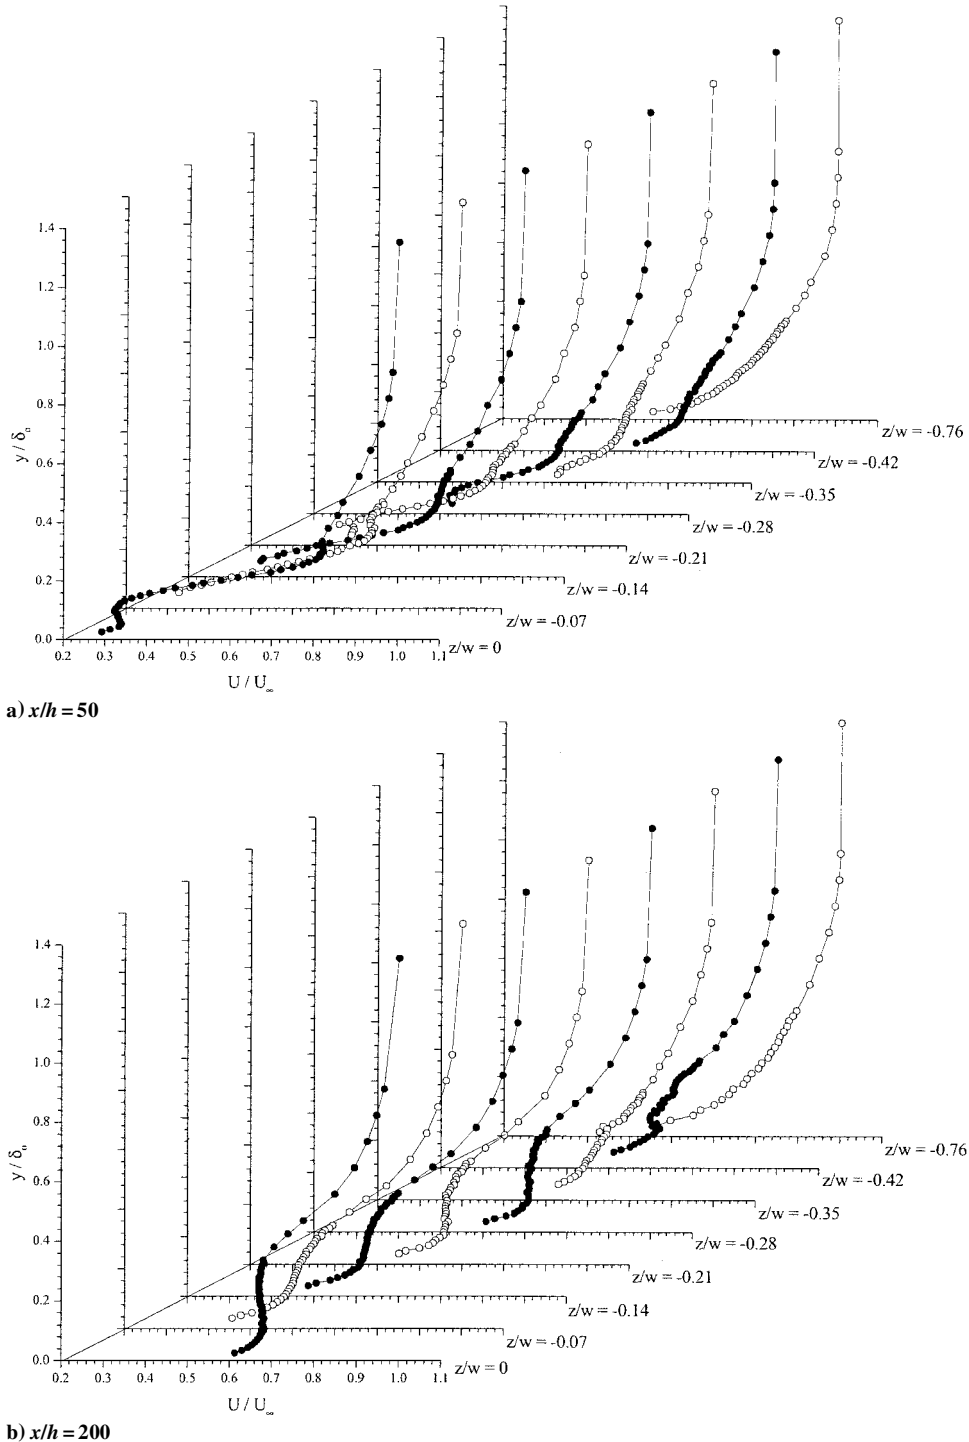 1.4
1.2
1.0
0.8
0.6
0.4
0.2
0.0
y / δ
z/w = -0.76
z/w = -0.42
z/w = -0.35
z/w = -0.28
z/w = -0.21
z/w = -0.14
z/w = -0.07
z/w = 0
0.2 0.3 0.4 0.5 0.6 0.7 0.8 0.9 1.0 1.1
U / U∞
a) x/h = 50
1.4
1.2
1.0
0.8
0.6
0.4
0.2
0.0
y / δ
z/w = -0.76
z/w = -0.42
z/w = -0.35
z/w = -0.28
z/w = -0.21
z/w = -0.14
z/w = -0.07
z/w = 0
0.2 0.3 0.4 0.5 0.6 0.7 0.8 0.9 1.0 1.1
U / U∞
b) x/h = 200